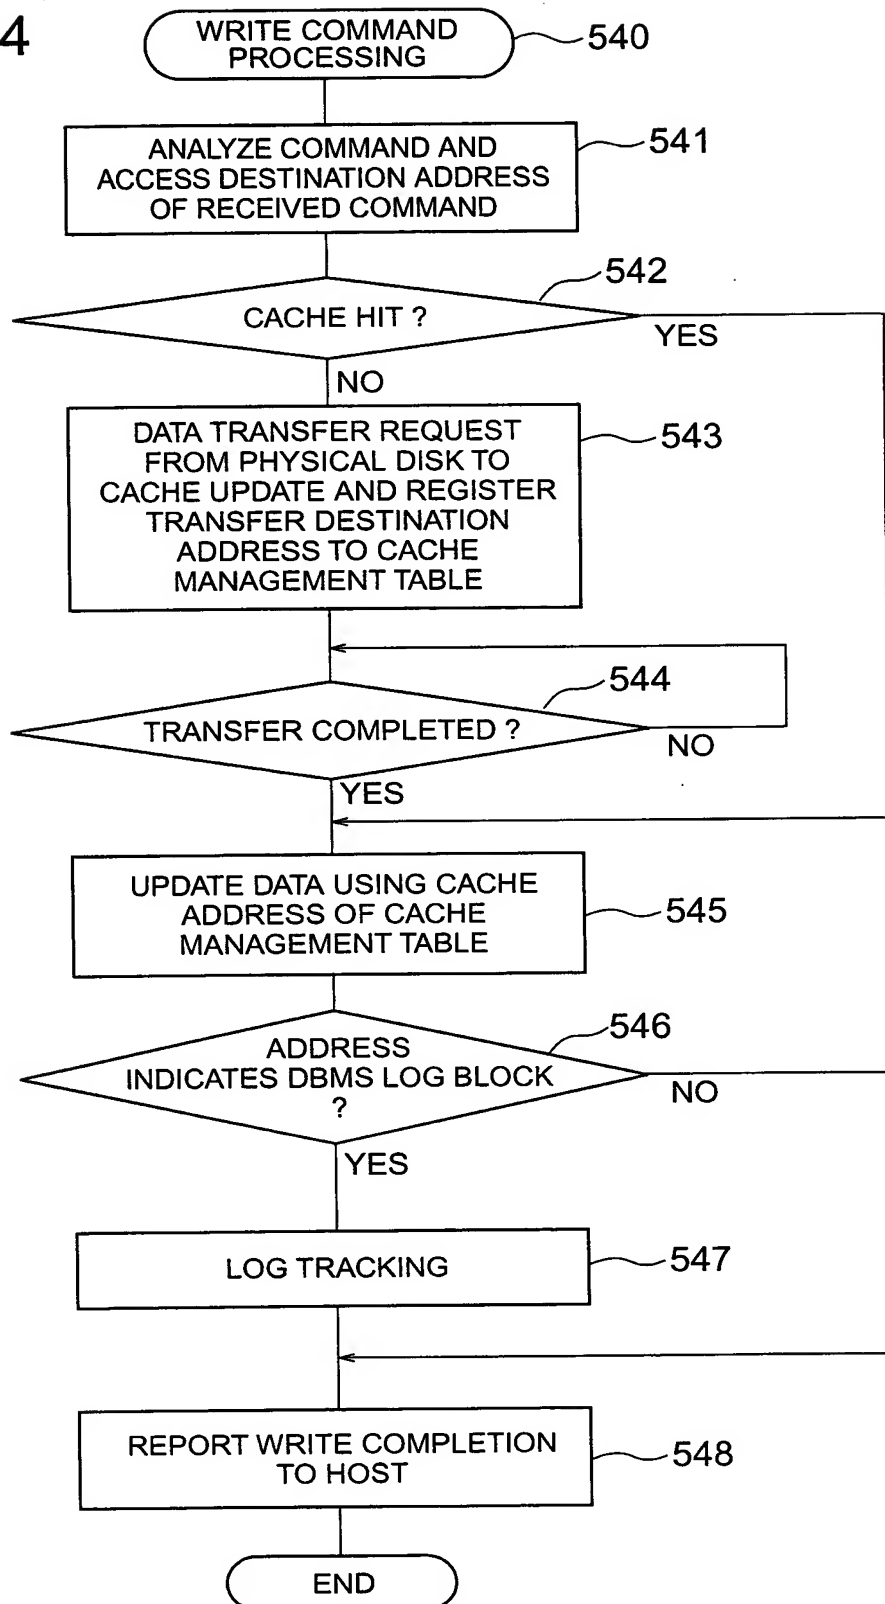 4
WRITE COMMAND
PROCESSING
540
ANALYZE COMMAND AND
ACCESS DESTINATION ADDRESS
OF RECEIVED COMMAND
541
542
CACHE HIT ?
YES
NO
DATA TRANSFER REQUEST
FROM PHYSICAL DISK TO
CACHE UPDATE AND REGISTER
TRANSFER DESTINATION
ADDRESS TO CACHE
MANAGEMENT TABLE
543
544
TRANSFER COMPLETED ?
NO
YES
UPDATE DATA USING CACHE
ADDRESS OF CACHE
MANAGEMENT TABLE
545
546
ADDRESS
INDICATES DBMS LOG BLOCK
?
NO
YES
LOG TRACKING
547
REPORT WRITE COMPLETION
TO HOST
548
END